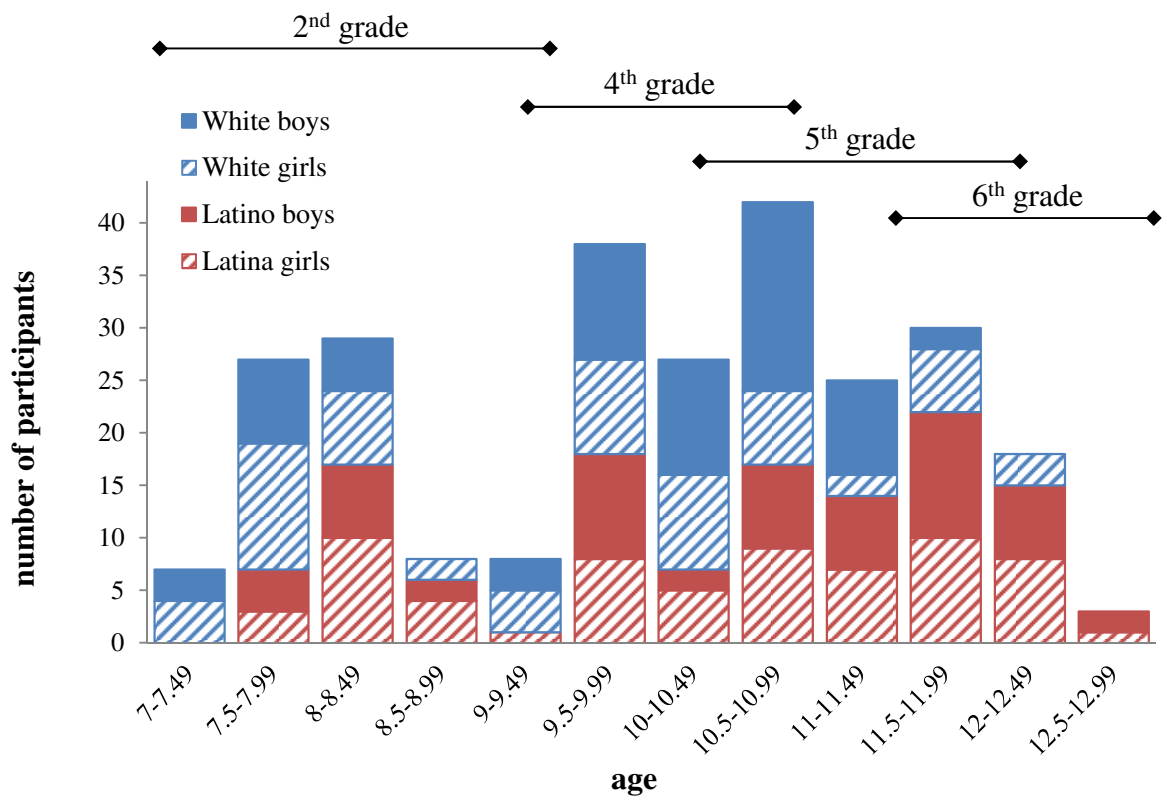 2nd grade
4th grade
5th grade
6th grade
White boys
White girls
Latino boys
Latina girls
number of participants
40
35
30
25
20
15
10
5
0
7-7.49
7.5-7.99
8-8.49
8.5-8.99
9-9.49
9.5-9.99
10-10.49
10.5-10.99
11-11.49
11.5-11.99
12-12.49
12.5-12.99
age